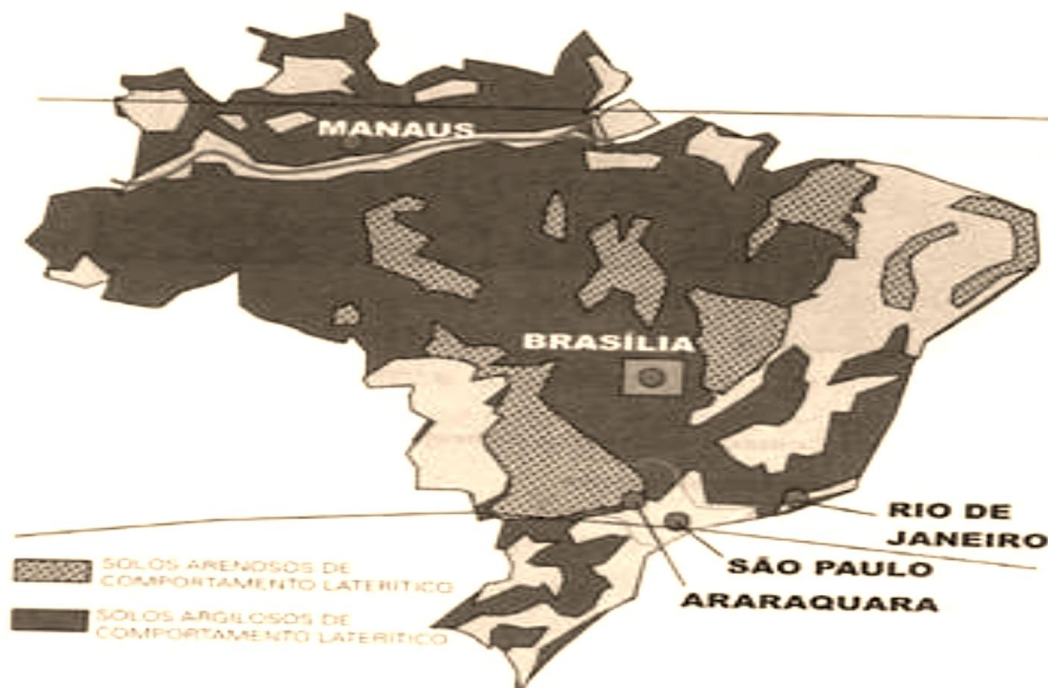 MANAUS
BRASÍLIA
RIO DE
JANEIRO
SÃO PAULO
ARARAQUARA
SOLOS ARENOSOS DE
COMPORTAMENTO LATERÍTICO
SOLOS ARGILOSOS DE
COMPORTAMENTO LATERÍTICO